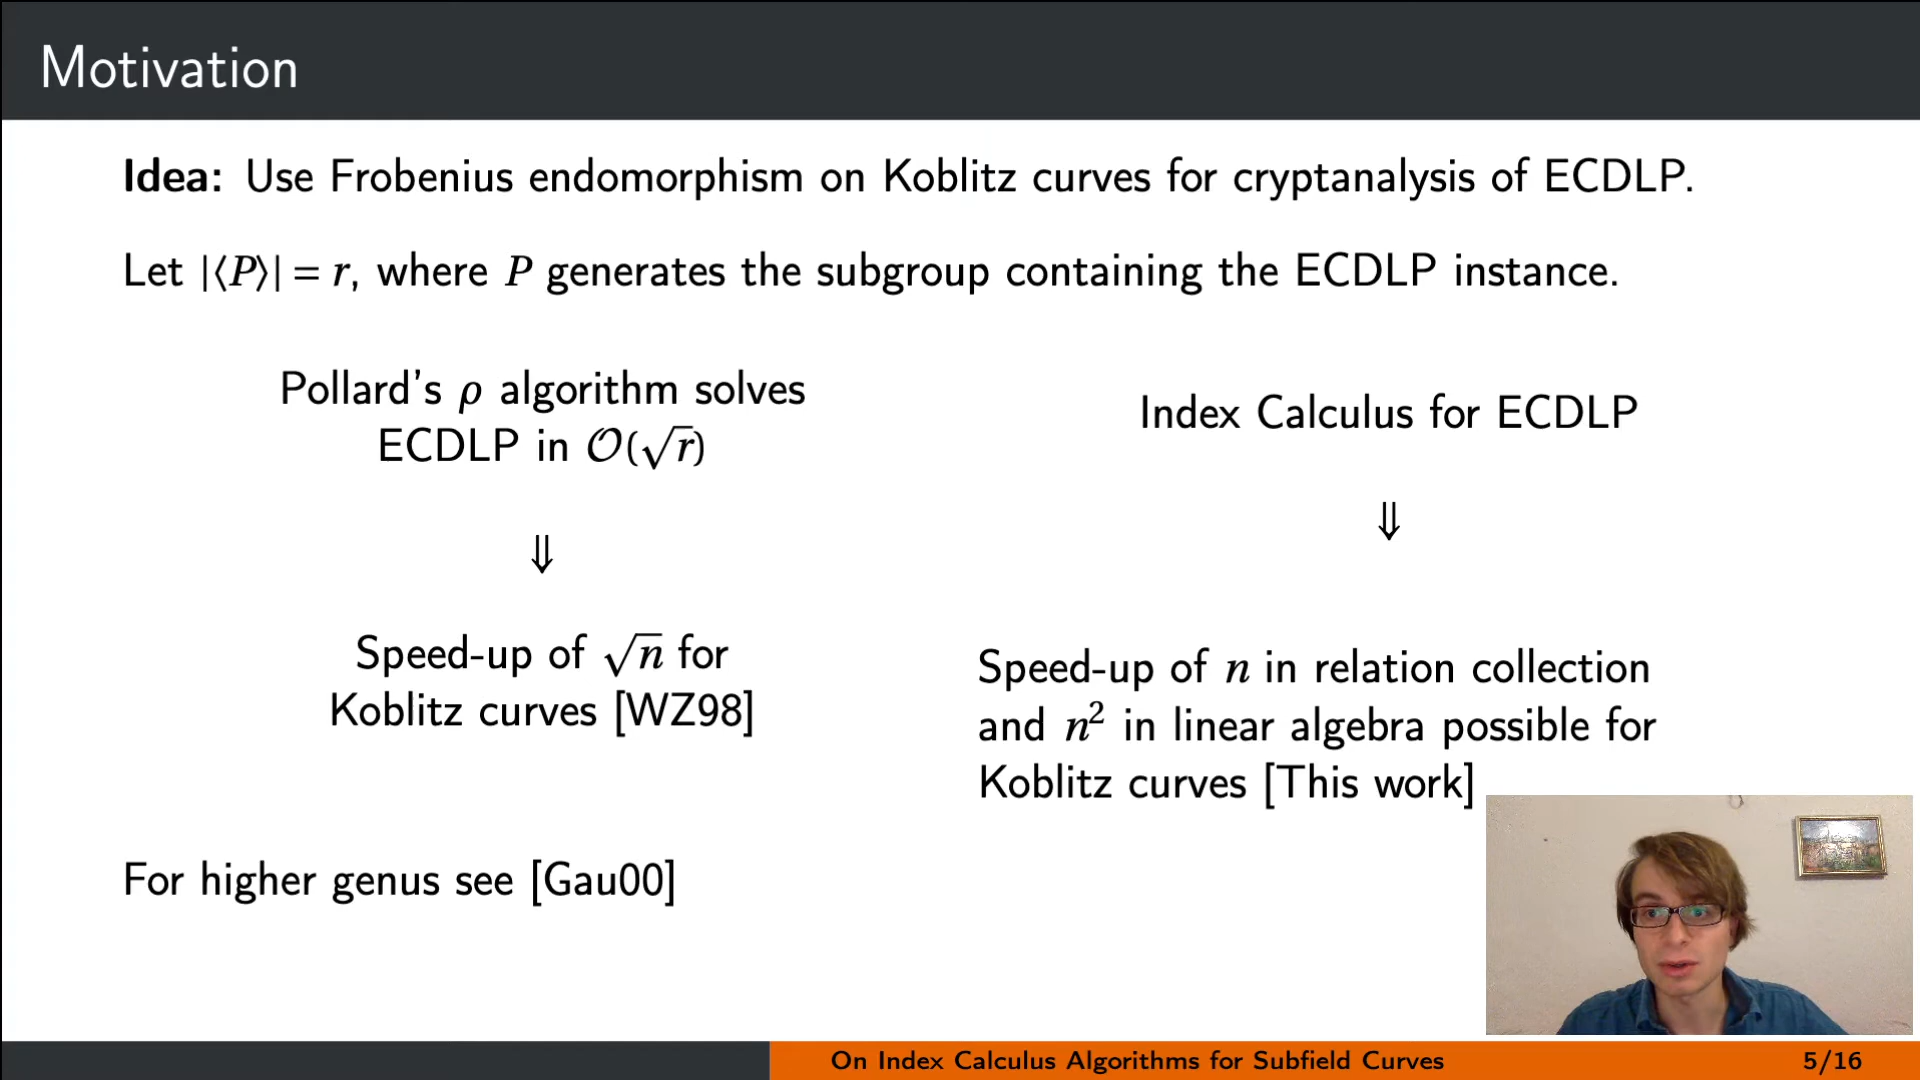 Motivation
Idea: Use Frobenius endomorphism on Koblitz curves for cryptanalysis of ECDLP.
Let |⟨P⟩| = r, where P generates the subgroup containing the ECDLP instance.
Pollard's ρ algorithm solves
ECDLP in 𝒪(√r)
⇓
Speed-up of √n for
Koblitz curves [WZ98]
Index Calculus for ECDLP
⇓
Speed-up of n in relation collection
and n² in linear algebra possible for
Koblitz curves [This work]
For higher genus see [Gau00]
On Index Calculus Algorithms for Subfield Curves
5/16